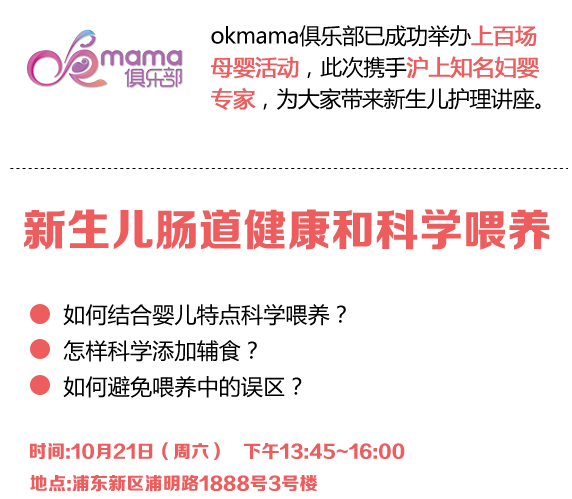 okmama
俱乐部
okmama俱乐部已成功举办上百场
母婴活动，此次携手沪上知名妇婴
专家，为大家带来新生儿护理讲座。
新生儿肠道健康和科学喂养
如何结合婴儿特点科学喂养？
怎样科学添加辅食？
如何避免喂养中的误区？
时间:10月21日（周六） 下午13:45~16:00
地点:浦东新区浦明路1888号3号楼